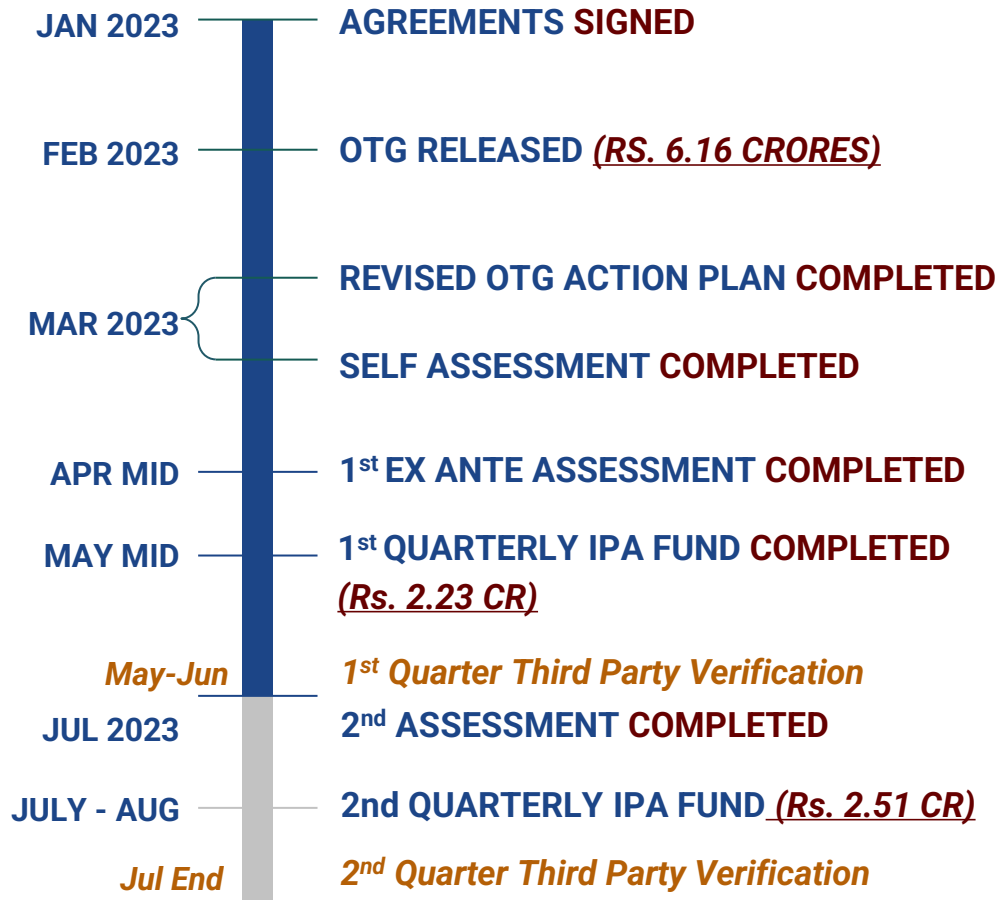 JAN 2023 AGREEMENTS SIGNED
FEB 2023 OTG RELEASED (RS. 6.16 CRORES)
REVISED OTG ACTION PLAN COMPLETED
MAR 2023
SELF ASSESSMENT COMPLETED
APR MID 1st EX ANTE ASSESSMENT COMPLETED
MAY MID 1st QUARTERLY IPA FUND COMPLETED
(Rs. 2.23 CR)
May-Jun 1st Quarter Third Party Verification
JUL 2023 2nd ASSESSMENT COMPLETED
JULY - AUG 2nd QUARTERLY IPA FUND (Rs. 2.51 CR)
Jul End 2nd Quarter Third Party Verification